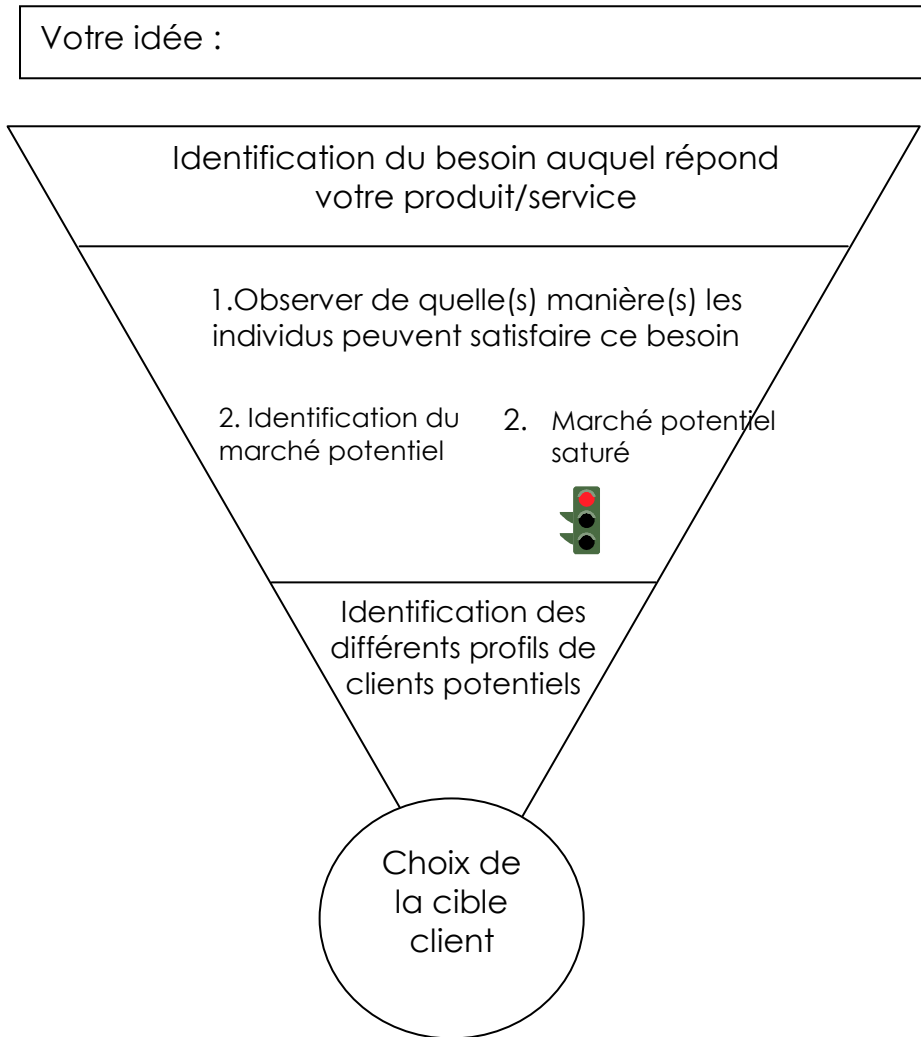 Votre idée :
Identification du besoin auquel répond
votre produit/service
1.Observer de quelle(s) manière(s) les
individus peuvent satisfaire ce besoin
2. Identification du
marché potentiel
2. Marché potentiel
saturé
Identification des
différents profils de
clients potentiels
Choix de
la cible
client